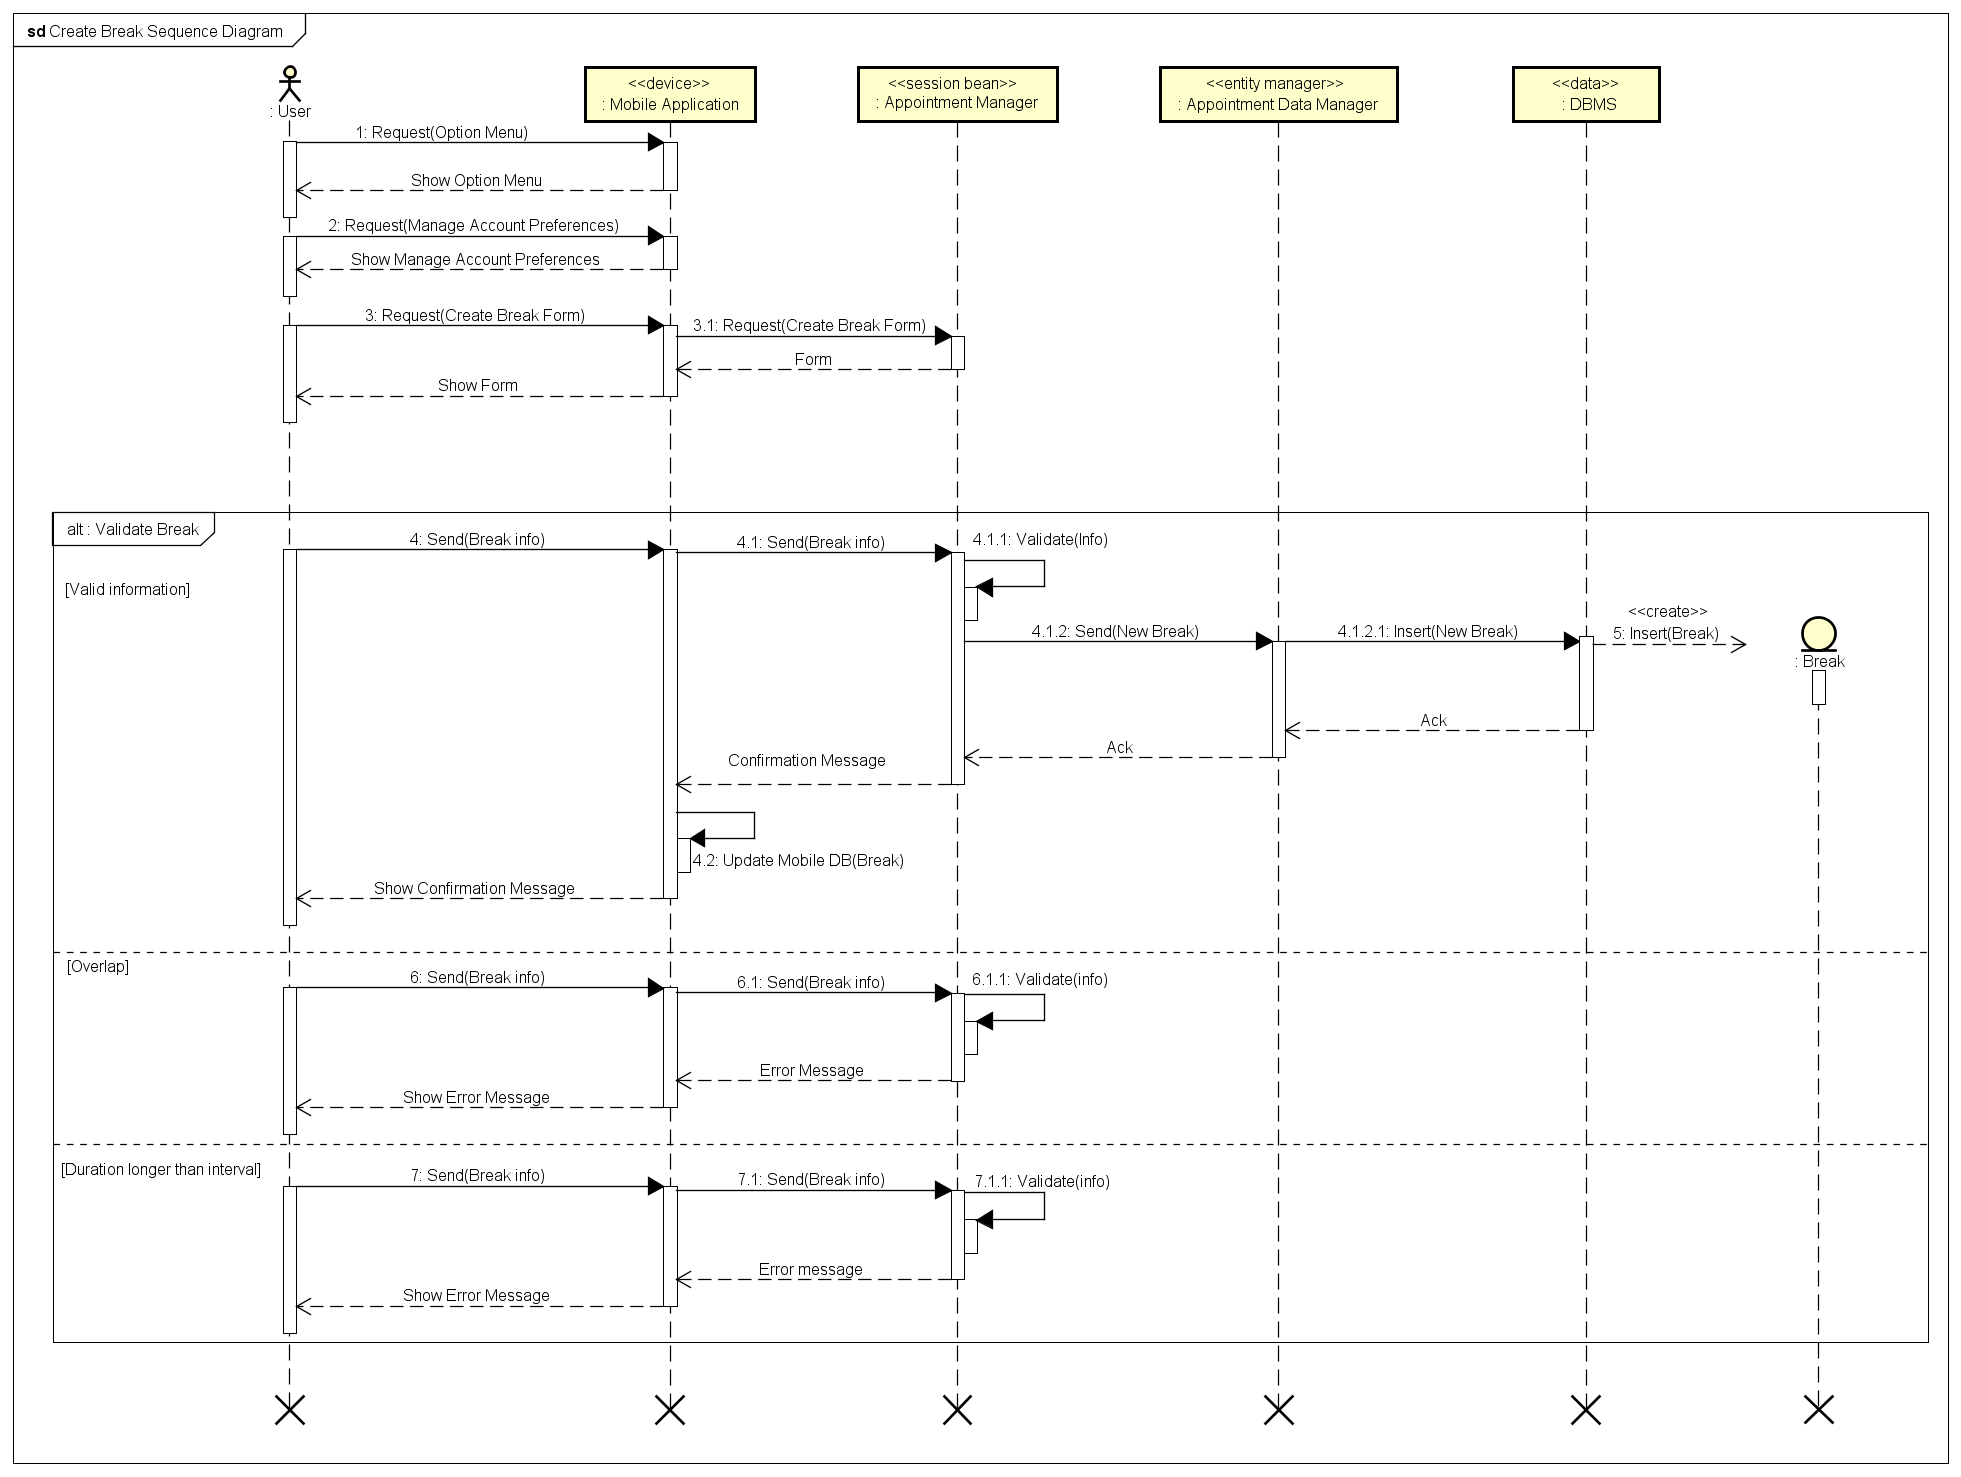 sd Create Break Sequence Diagram
<<device>>
: Mobile Application
<<session bean>>
: Appointment Manager
<<entity manager>>
: Appointment Data Manager
<<data>>
: DBMS
: User
1: Request(Option Menu)
Show Option Menu
2: Request(Manage Account Preferences)
Show Manage Account Preferences
3: Request(Create Break Form)
3.1: Request(Create Break Form)
Form
Show Form
alt : Validate Break
4: Send(Break info)
4.1: Send(Break info)
4.1.1: Validate(Info)
[Valid information]
<<create>>
4.1.2: Send(New Break)
4.1.2.1: Insert(New Break)
5: Insert(Break)
: Break
Ack
Ack
Confirmation Message
4.2: Update Mobile DB(Break)
Show Confirmation Message
[Overlap]
6: Send(Break info)
6.1: Send(Break info)
6.1.1: Validate(info)
Error Message
Show Error Message
[Duration longer than interval]
7: Send(Break info)
7.1: Send(Break info)
7.1.1: Validate(info)
Error message
Show Error Message